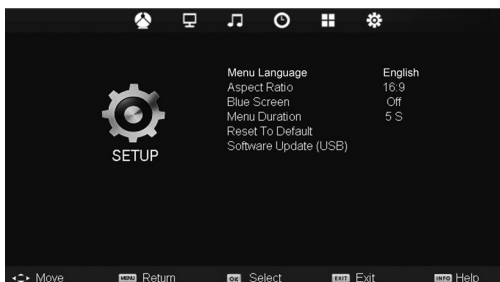 Menu Language English
Aspect Ratio 16:9
Blue Screen Off
Menu Duration 5 S
Reset To Default
Software Update (USB)
SETUP
Move MENU Return OK Select EXIT Exit INFO Help